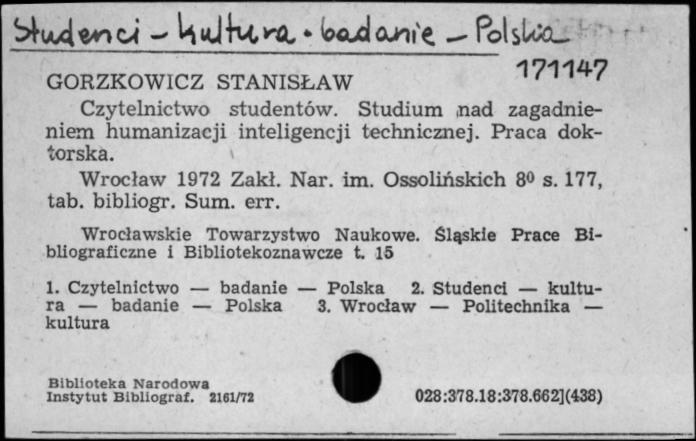 Studenci – kultura - badanie – Polska
171147
GORZKOWICZ STANISŁAW
Czytelnictwo studentów. Studium nad zagadnie-
niem humanizacji inteligencji technicznej. Praca dok-
torska.
Wrocław 1972 Zakł. Nar. im. Ossolińskich 8⁰ s. 177,
tab. bibliogr. Sum. err.
Wrocławskie Towarzystwo Naukowe. Śląskie Prace Bi-
bliograficzne i Bibliotekoznawcze t. 15
1. Czytelnictwo — badanie — Polska 2. Studenci — kultu-
ra — badanie — Polska 3. Wrocław — Politechnika —
kultura
Biblioteka Narodowa
Instytut Bibliograf. 2161/72
028:378.18:378.662](438)